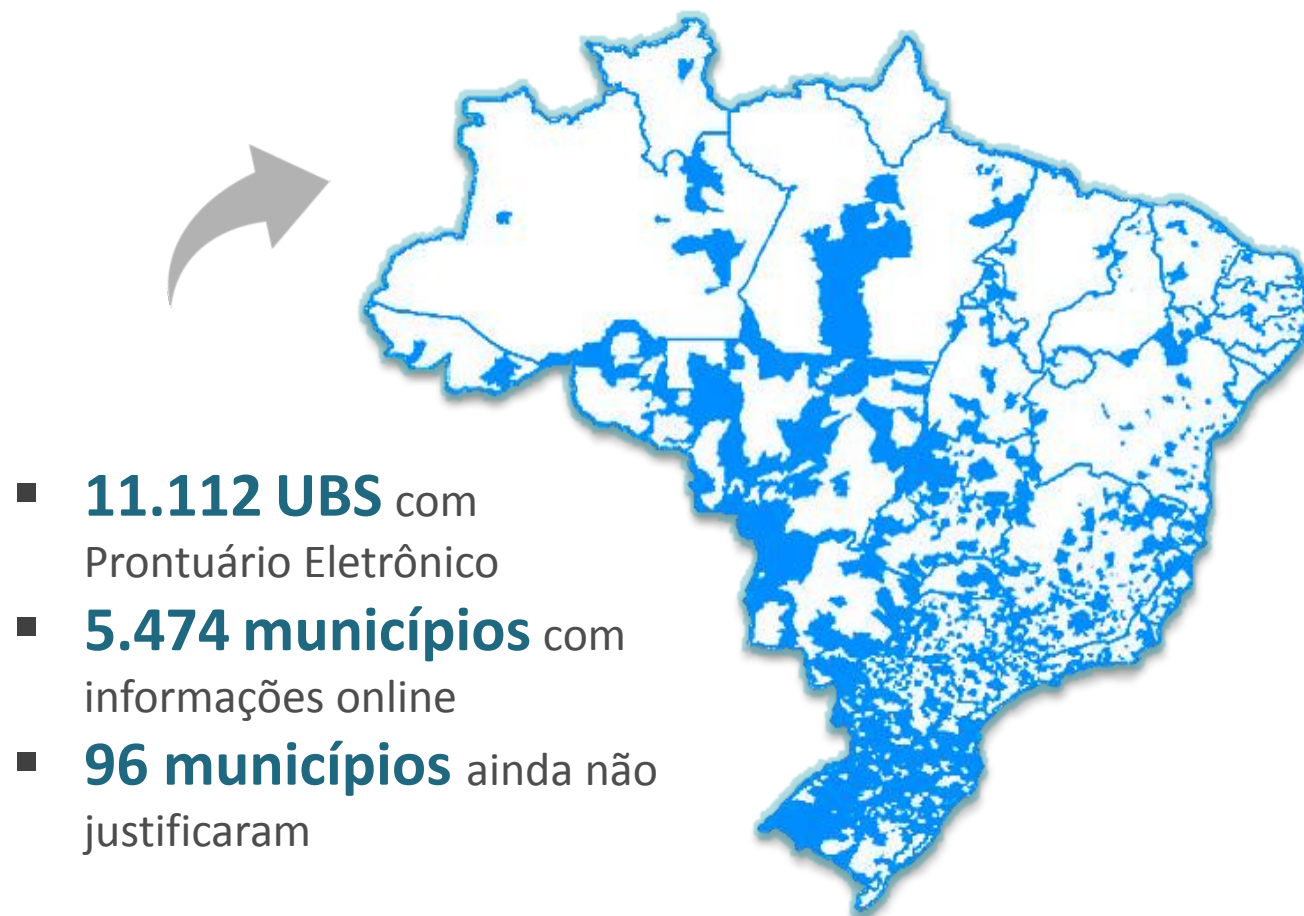 ▪ 11.112 UBS com
Prontuário Eletrônico
▪ 5.474 municípios com
informações online
▪ 96 municípios ainda não
justificaram